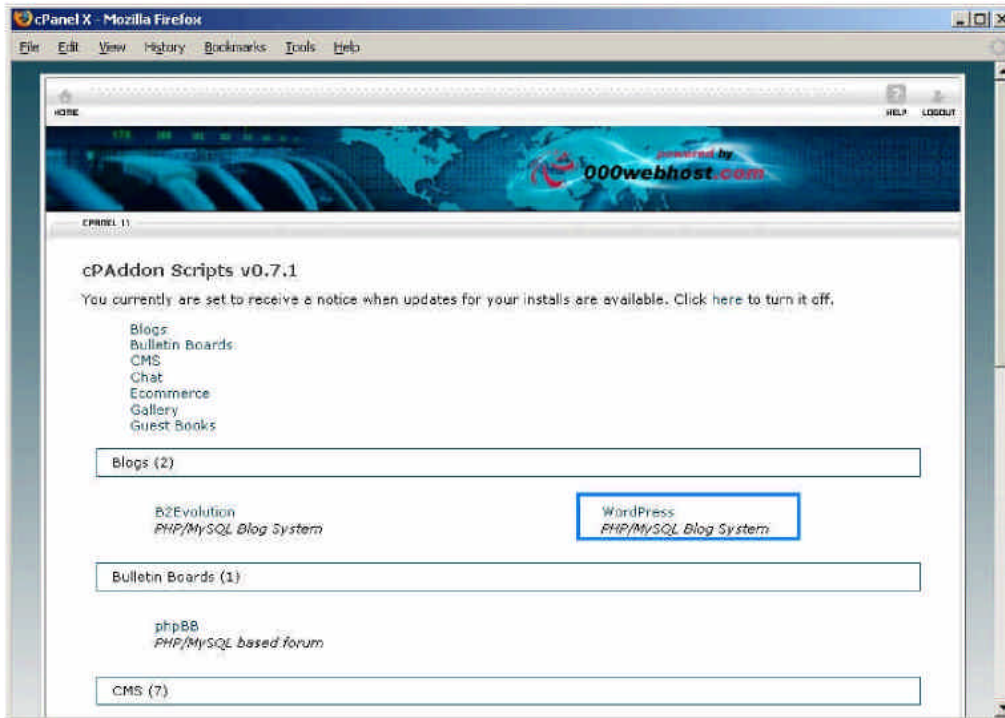 cPanel X - Mozilla Firefox
File Edit View History Bookmarks Tools Help
HOME HELP LOGOUT
powered by
000webhost.com
CPANEL 11
cPAddon Scripts v0.7.1
You currently are set to receive a notice when updates for your installs are available. Click here to turn it off.
Blogs
Bulletin Boards
CMS
Chat
Ecommerce
Gallery
Guest Books
Blogs (2)
B2Evolution WordPress
PHP/MySQL Blog System PHP/MySQL Blog System
Bulletin Boards (1)
phpBB
PHP/MySQL based forum
CMS (7)